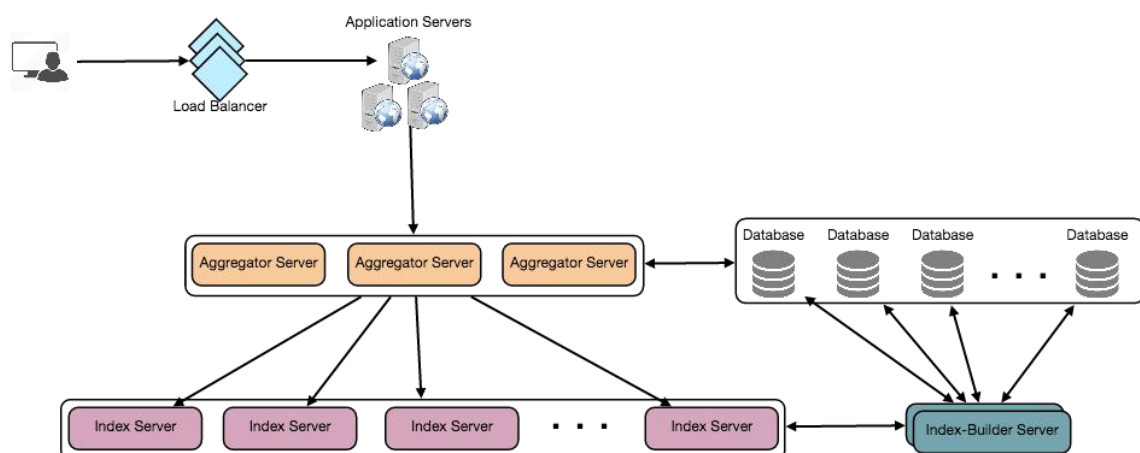 Application Servers
Load Balancer
Database Database Database Database
Aggregator Server Aggregator Server Aggregator Server
. . .
Index Server Index Server Index Server . . . Index Server
Index-Builder Server